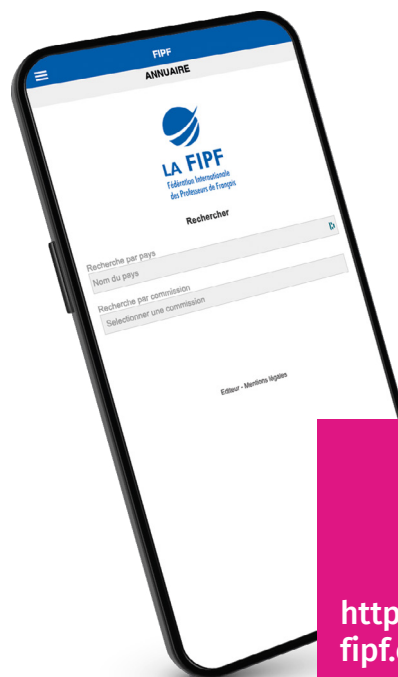 FIPF
ANNUAIRE
LA FIPF
Fédération Internationale
des Professeurs de Français
Rechercher
Recherche par pays
Nom du pays
Recherche par commission
Selectionner une commission
Editeur - Mentions légales
http
fipf.